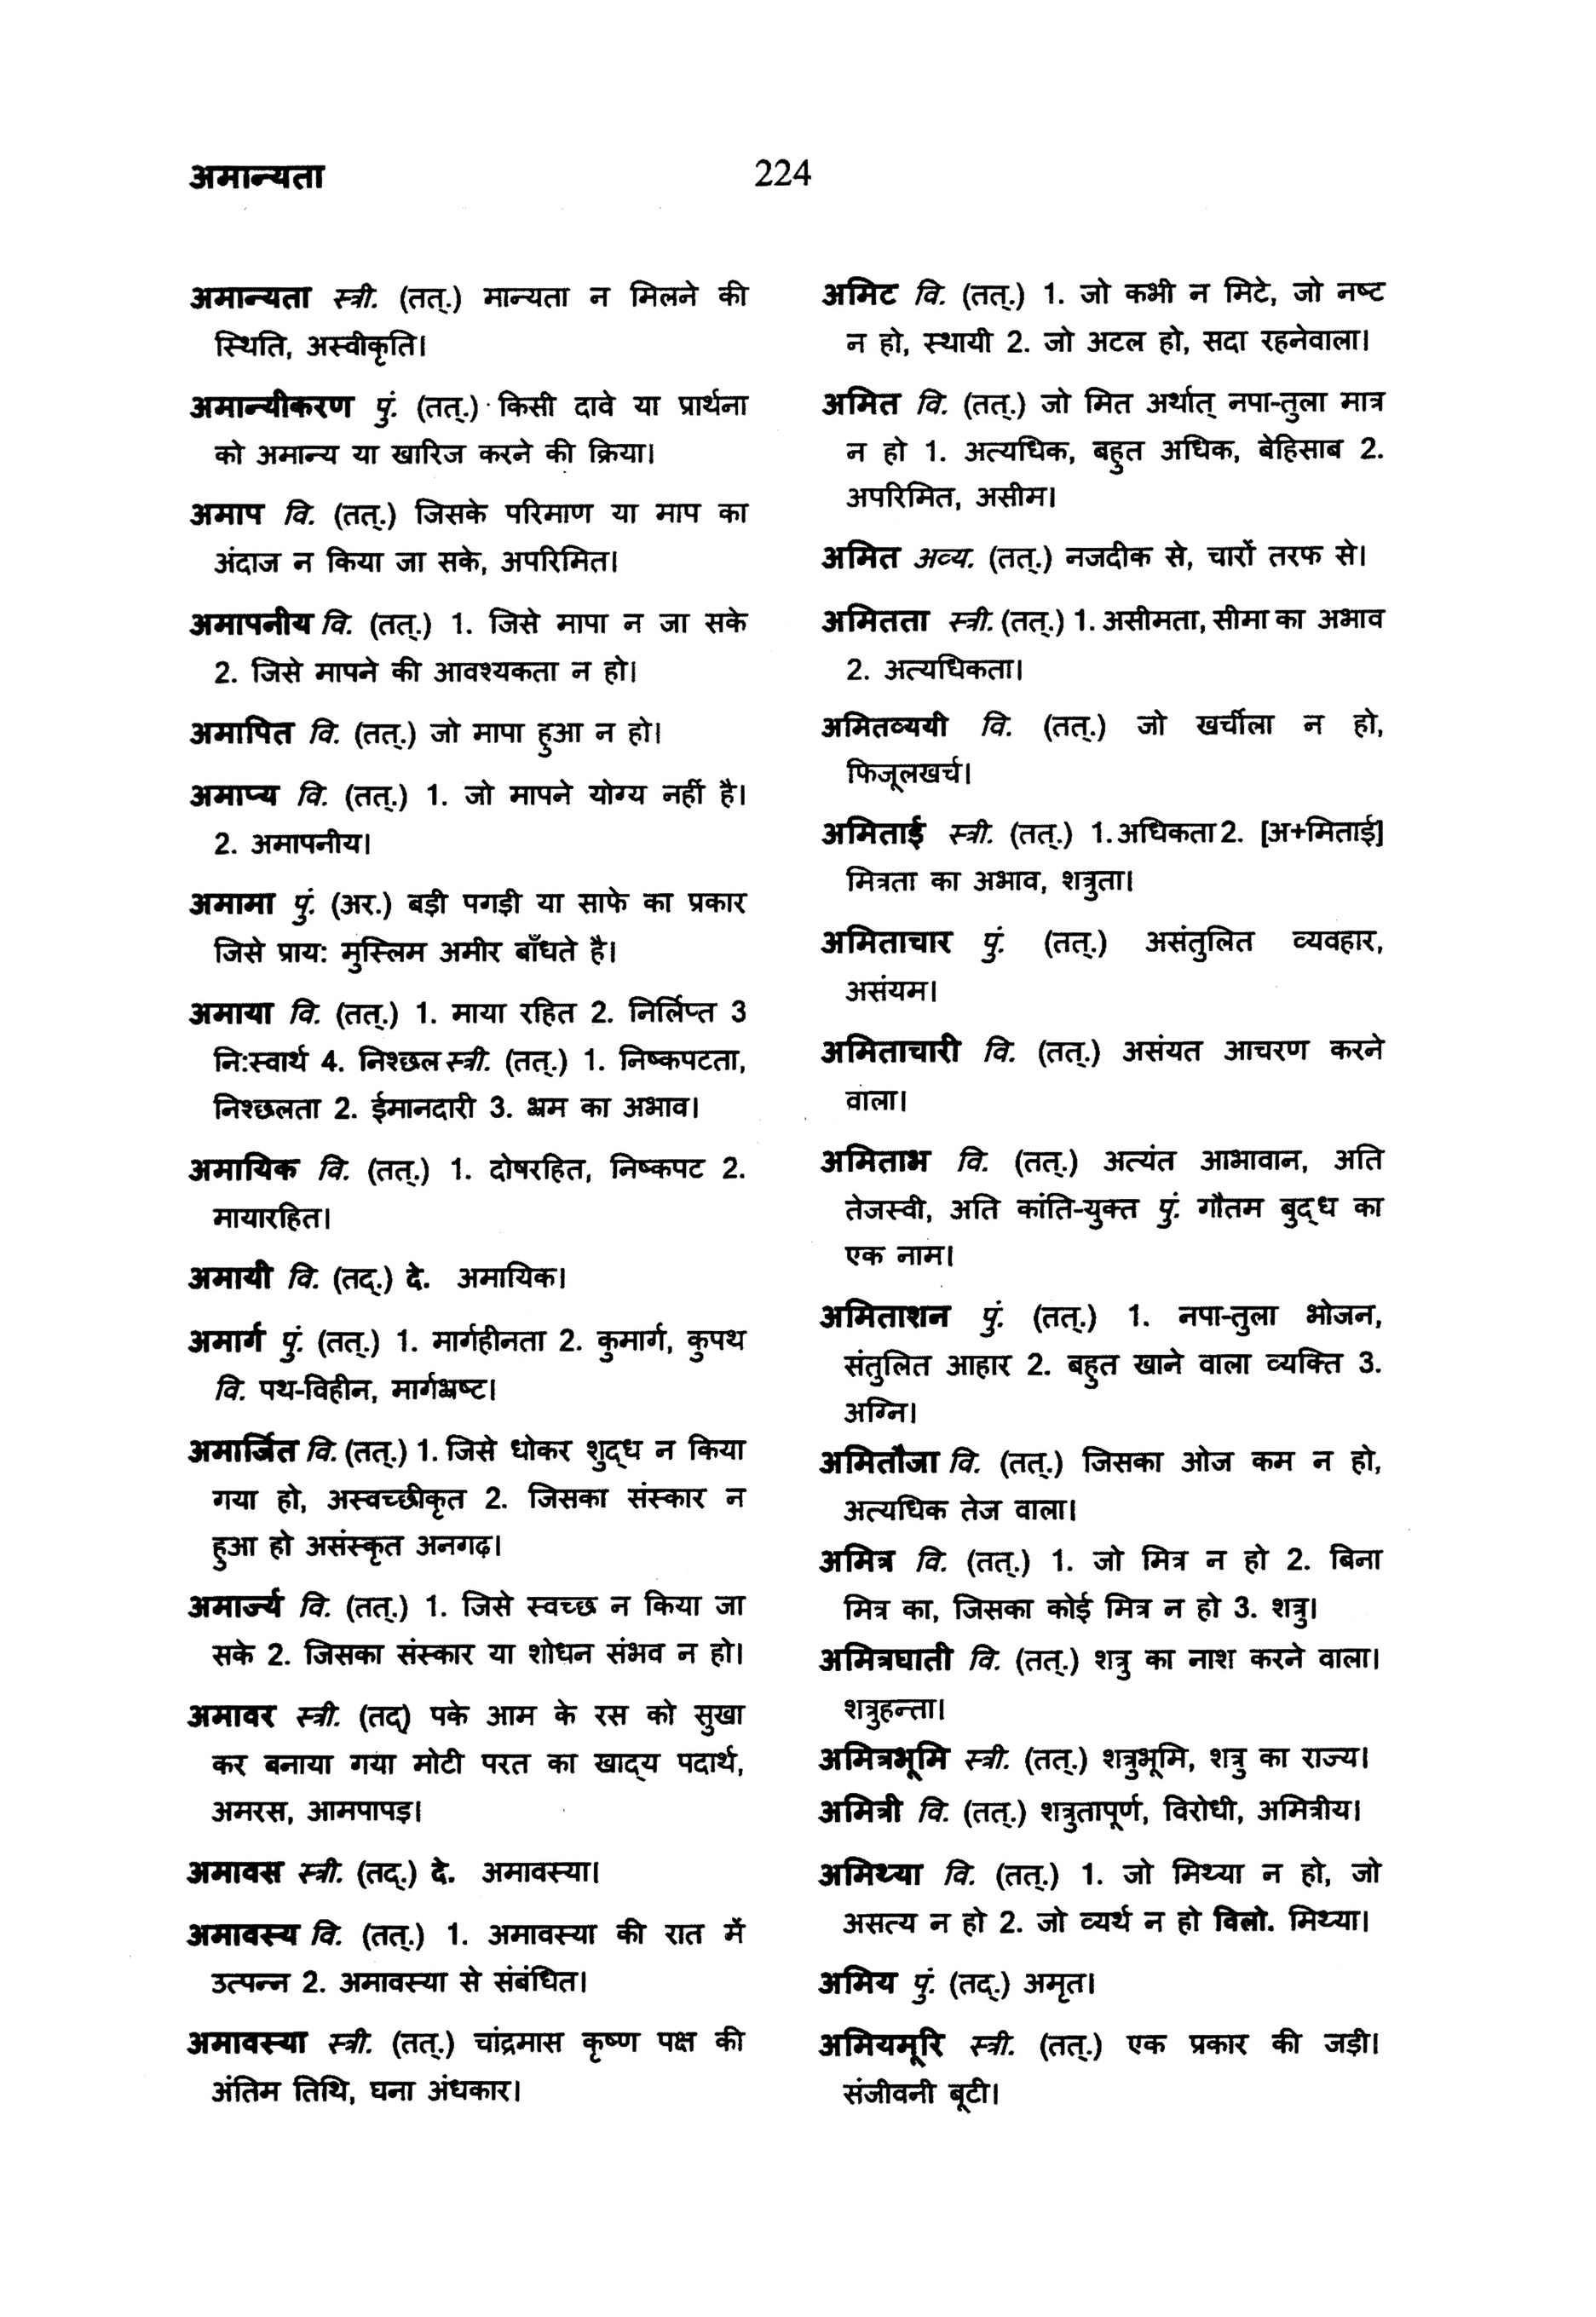 अमान्यता
224
अमान्यता स्त्री. (तत्.) मान्यता न मिलने की
स्थिति, अस्वीकृति।
अमान्यीकरण पुं. (तत्.) किसी दावे या प्रार्थना
को अमान्य या खारिज करने की क्रिया।
अमाप वि. (तत्.) जिसके परिमाण या माप का
अंदाज न किया जा सके, अपरिमित।
अमापनीय वि. (तत्.) 1. जिसे मापा न जा सके
2. जिसे मापने की आवश्यकता न हो।
अमापित वि. (तत्.) जो मापा हुआ न हो।
अमाप्य वि. (तत्.) 1. जो मापने योग्य नहीं है।
2. अमापनीय।
अमामा पुं. (अर.) बड़ी पगड़ी या साफे का प्रकार
जिसे प्राय: मुस्लिम अमीर बाँधते है।
अमाया वि. (तत्.) 1. माया रहित 2. निर्लिप्त 3
नि:स्वार्थ 4. निश्छल स्त्री. (तत्.) 1. निष्कपटता,
निश्छलता 2. ईमानदारी 3. भ्रम का अभाव।
अमायिक वि. (तत्.) 1. दोषरहित, निष्कपट 2.
मायारहित।
अमायी वि. (तद्.) दे. अमायिक।
अमार्ग पुं. (तत्.) 1. मार्गहीनता 2. कुमार्ग, कुपथ
वि. पथ-विहीन, मार्गभ्रष्ट।
अमार्जित वि. (तत्.) 1. जिसे धोकर शुद्ध न किया
गया हो, अस्वच्छीकृत 2. जिसका संस्कार न
हुआ हो असंस्कृत अनगढ़।
अमार्ज्य वि. (तत्.) 1. जिसे स्वच्छ न किया जा
सके 2. जिसका संस्कार या शोधन संभव न हो।
अमावर स्त्री. (तद्) पके आम के रस को सुखा
कर बनाया गया मोटी परत का खाद्य पदार्थ,
अमरस, आमपापड़।
अमावस स्त्री. (तद्.) दे. अमावस्या।
अमावस्य वि. (तत्.) 1. अमावस्या की रात में
उत्पन्न 2. अमावस्या से संबंधित।
अमावस्या स्त्री. (तत्.) चांद्रमास कृष्ण पक्ष की
अंतिम तिथि, घना अंधकार।
अमिट वि. (तत्.) 1. जो कभी न मिटे, जो नष्ट
न हो, स्थायी 2. जो अटल हो, सदा रहनेवाला।
अमित वि. (तत्.) जो मित अर्थात् नपा-तुला मात्र
न हो 1. अत्यधिक, बहुत अधिक, बेहिसाब 2.
अपरिमित, असीम।
अमित अव्य. (तत्.) नजदीक से, चारों तरफ से।
अमितता स्त्री. (तत्.) 1. असीमता, सीमा का अभाव
2. अत्यधिकता।
अमितव्ययी वि. (तत्.) जो खर्चीला न हो,
फिजूलखर्च।
अमिताई स्त्री. (तत्.) 1. अधिकता 2. [अ+मिताई]
मित्रता का अभाव, शत्रुता।
अमिताचार पुं. (तत्.) असंतुलित व्यवहार,
असंयम।
अमिताचारी वि. (तत्.) असंयत आचरण करने
वाला।
अमिताभ वि. (तत्.) अत्यंत आभावान, अति
तेजस्वी, अति कांति-युक्त पुं. गौतम बुद्ध का
एक नाम।
अमिताशन पुं. (तत्.) 1. नपा-तुला भोजन,
संतुलित आहार 2. बहुत खाने वाला व्यक्ति 3.
अग्नि।
अमितौजा वि. (तत्.) जिसका ओज कम न हो,
अत्यधिक तेज वाला।
अमित्र वि. (तत्.) 1. जो मित्र न हो 2. बिना
मित्र का, जिसका कोई मित्र न हो 3. शत्रु।
अमित्रघाती वि. (तत्.) शत्रु का नाश करने वाला।
शत्रुहन्ता।
अमित्रभूमि स्त्री. (तत्.) शत्रुभूमि, शत्रु का राज्य।
अमित्री वि. (तत्.) शत्रुतापूर्ण, विरोधी, अमित्रीय।
अमिथ्या वि. (तत्.) 1. जो मिथ्या न हो, जो
असत्य न हो 2. जो व्यर्थ न हो विलो. मिथ्या।
अमिय पुं. (तद्.) अमृत।
अमियमूरि स्त्री. (तत्.) एक प्रकार की जड़ी।
संजीवनी बूटी।